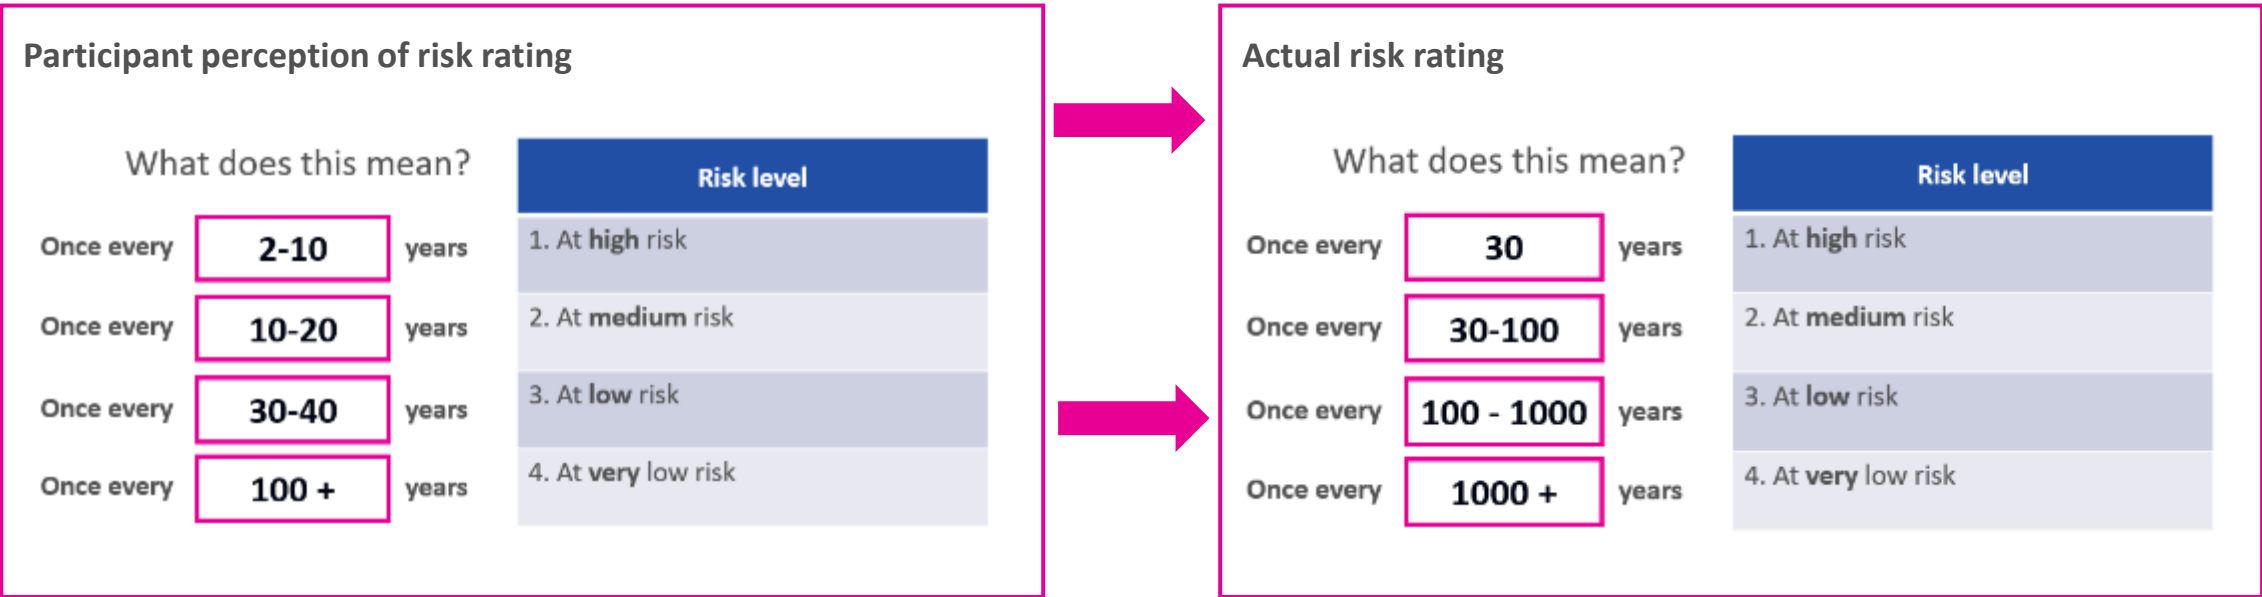 Participant perception of risk rating
What does this mean?
Risk level
Once every 2-10 years
1. At high risk
Once every 10-20 years
2. At medium risk
Once every 30-40 years
3. At low risk
Once every 100 + years
4. At very low risk
Actual risk rating
What does this mean?
Risk level
Once every 30 years
1. At high risk
Once every 30-100 years
2. At medium risk
Once every 100 - 1000 years
3. At low risk
Once every 1000 + years
4. At very low risk